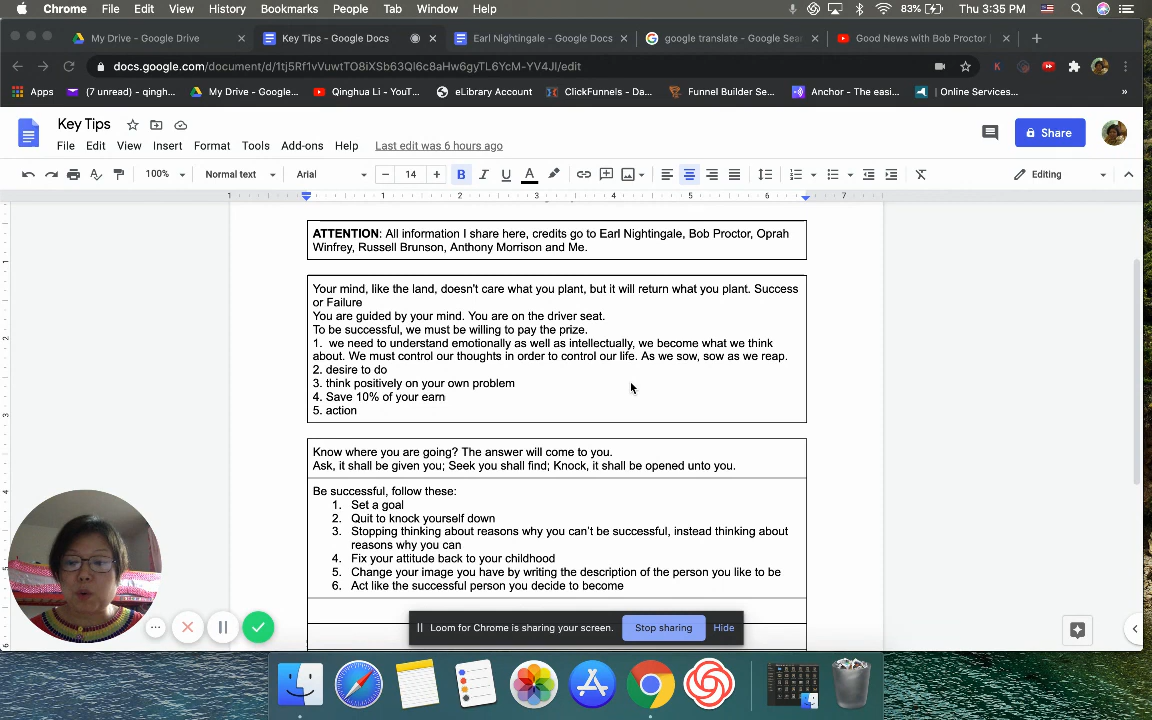 Chrome File Edit View History Bookmarks People Tab Window Help 83% Thu 3:35 PM
My Drive - Google Drive Key Tips - Google Docs Earl Nightingale - Google Docs google translate - Google Sea Good News with Bob Proctor
docs.google.com/document/d/1tj5Rf1vVuwtTO8iXSb63Ql6c8aHw6gyTL6YcM-YV4JI/edit
Apps (7 unread) - qingh... My Drive - Google... Qinghua Li - YouT... eLibrary Account ClickFunnels - Da... Funnel Builder Se... Anchor - The easi... | Online Services... »
Key Tips
Share
File Edit View Insert Format Tools Add-ons Help Last edit was 6 hours ago
100% Normal text Arial 14 B I U A Editing
1 1 2 3 4 5 6 7
ATTENTION: All information I share here, credits go to Earl Nightingale, Bob Proctor, Oprah
Winfrey, Russell Brunson, Anthony Morrison and Me.
Your mind, like the land, doesn't care what you plant, but it will return what you plant. Success
or Failure
You are guided by your mind. You are on the driver seat.
To be successful, we must be willing to pay the prize.
1. we need to understand emotionally as well as intellectually, we become what we think
about. We must control our thoughts in order to control our life. As we sow, sow as we reap.
2. desire to do
3. think positively on your own problem
4. Save 10% of your earn
5. action
Know where you are going? The answer will come to you.
Ask, it shall be given you; Seek you shall find; Knock, it shall be opened unto you.
Be successful, follow these:
1. Set a goal
2. Quit to knock yourself down
3. Stopping thinking about reasons why you can't be successful, instead thinking about
reasons why you can
4. Fix your attitude back to your childhood
5. Change your image you have by writing the description of the person you like to be
6. Act like the successful person you decide to become
Loom for Chrome is sharing your screen. Stop sharing Hide